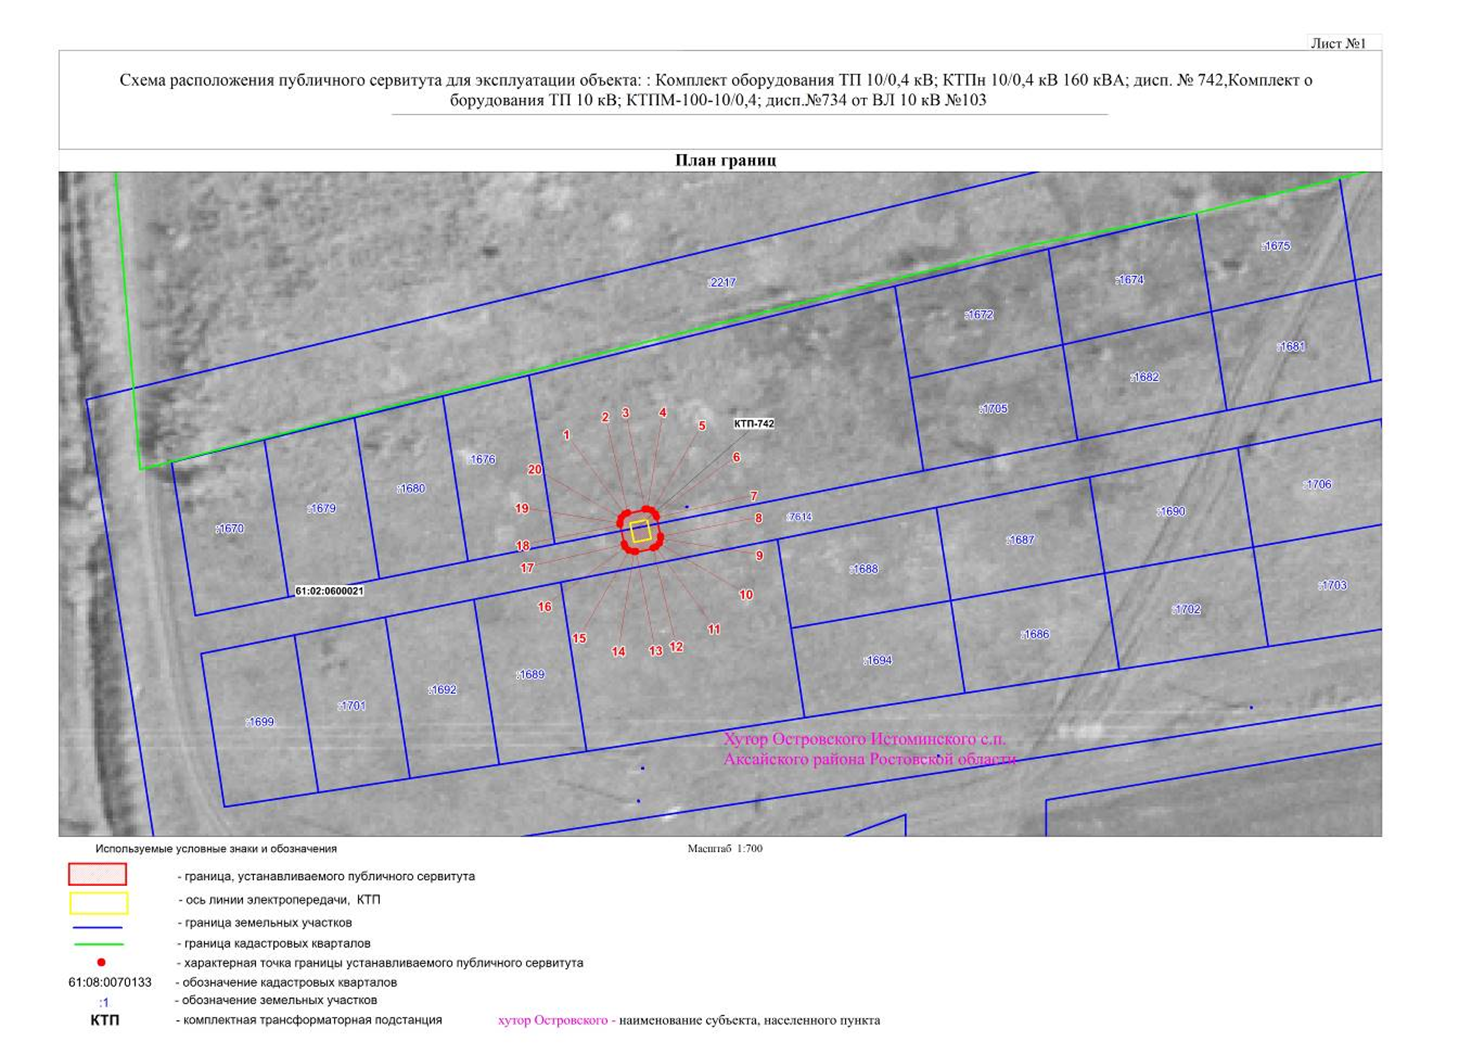 Лист №1
Схема расположения публичного сервитута для эксплуатации объекта: : Комплект оборудования ТП 10/0,4 кВ; КТПн 10/0,4 кВ 160 кВА; дисп. № 742,Комплект о
борудования ТП 10 кВ; КТПМ-100-10/0,4; дисп.№734 от ВЛ 10 кВ №103
План границ
:2217
:1675
:1674
:1672
:1681
:1682
:1705
:1676
:1680
:1679
:1670
1
2
3
4
5
КТП-742
6
20
7
19
8
:7614
18
9
17
10
16
11
15
14
13
12
:1706
:1690
:1687
:1688
:1703
:1702
:1686
:1694
61:02:0600021
:1689
:1692
:1701
:1699
Хутор Островского Истоминского с.п.
Аксайского района Ростовской области
Используемые условные знаки и обозначения
Масштаб 1:700
- граница, устанавливаемого публичного сервитута
- ось линии электропередачи, КТП
- граница земельных участков
- граница кадастровых кварталов
- характерная точка границы устанавливаемого публичного сервитута
61:08:0070133 - обозначение кадастровых кварталов
:1 - обозначение земельных участков
КТП - комплектная трансформаторная подстанция
хутор Островского - наименование субъекта, населенного пункта